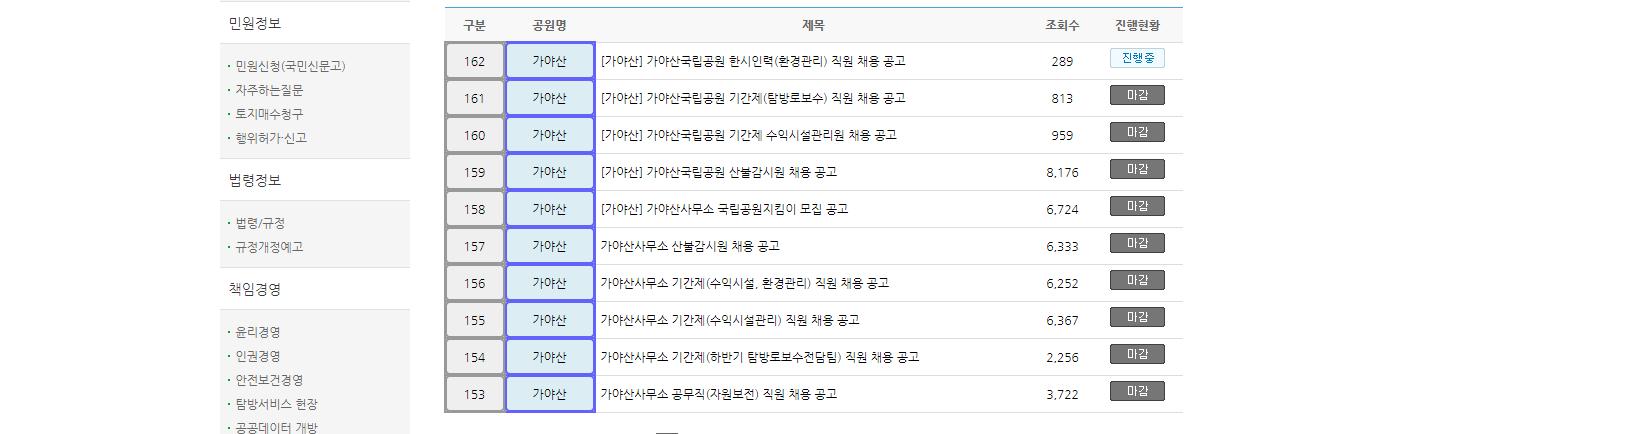 민원정보
민원신청(국민신문고)
자주하는질문
토지매수청구
행위허가·신고
법령정보
법령/규정
규정개정예고
책임경영
윤리경영
인권경영
안전보건경영
탐방서비스 헌장
공공데이터 개방
구분 공원명 제목 조회수 진행현황
162 가야산 [가야산] 가야산국립공원 한시인력(환경관리) 직원 채용 공고 289 진행중
161 가야산 [가야산] 가야산국립공원 기간제(탐방로보수) 직원 채용 공고 813 마감
160 가야산 [가야산] 가야산국립공원 기간제 수익시설관리원 채용 공고 959 마감
159 가야산 [가야산] 가야산국립공원 산불감시원 채용 공고 8,176 마감
158 가야산 [가야산] 가야산사무소 국립공원지킴이 모집 공고 6,724 마감
157 가야산 가야산사무소 산불감시원 채용 공고 6,333 마감
156 가야산 가야산사무소 기간제(수익시설, 환경관리) 직원 채용 공고 6,252 마감
155 가야산 가야산사무소 기간제(수익시설관리) 직원 채용 공고 6,367 마감
154 가야산 가야산사무소 기간제(하반기 탐방로보수전담팀) 직원 채용 공고 2,256 마감
153 가야산 가야산사무소 공무직(자원보전) 직원 채용 공고 3,722 마감